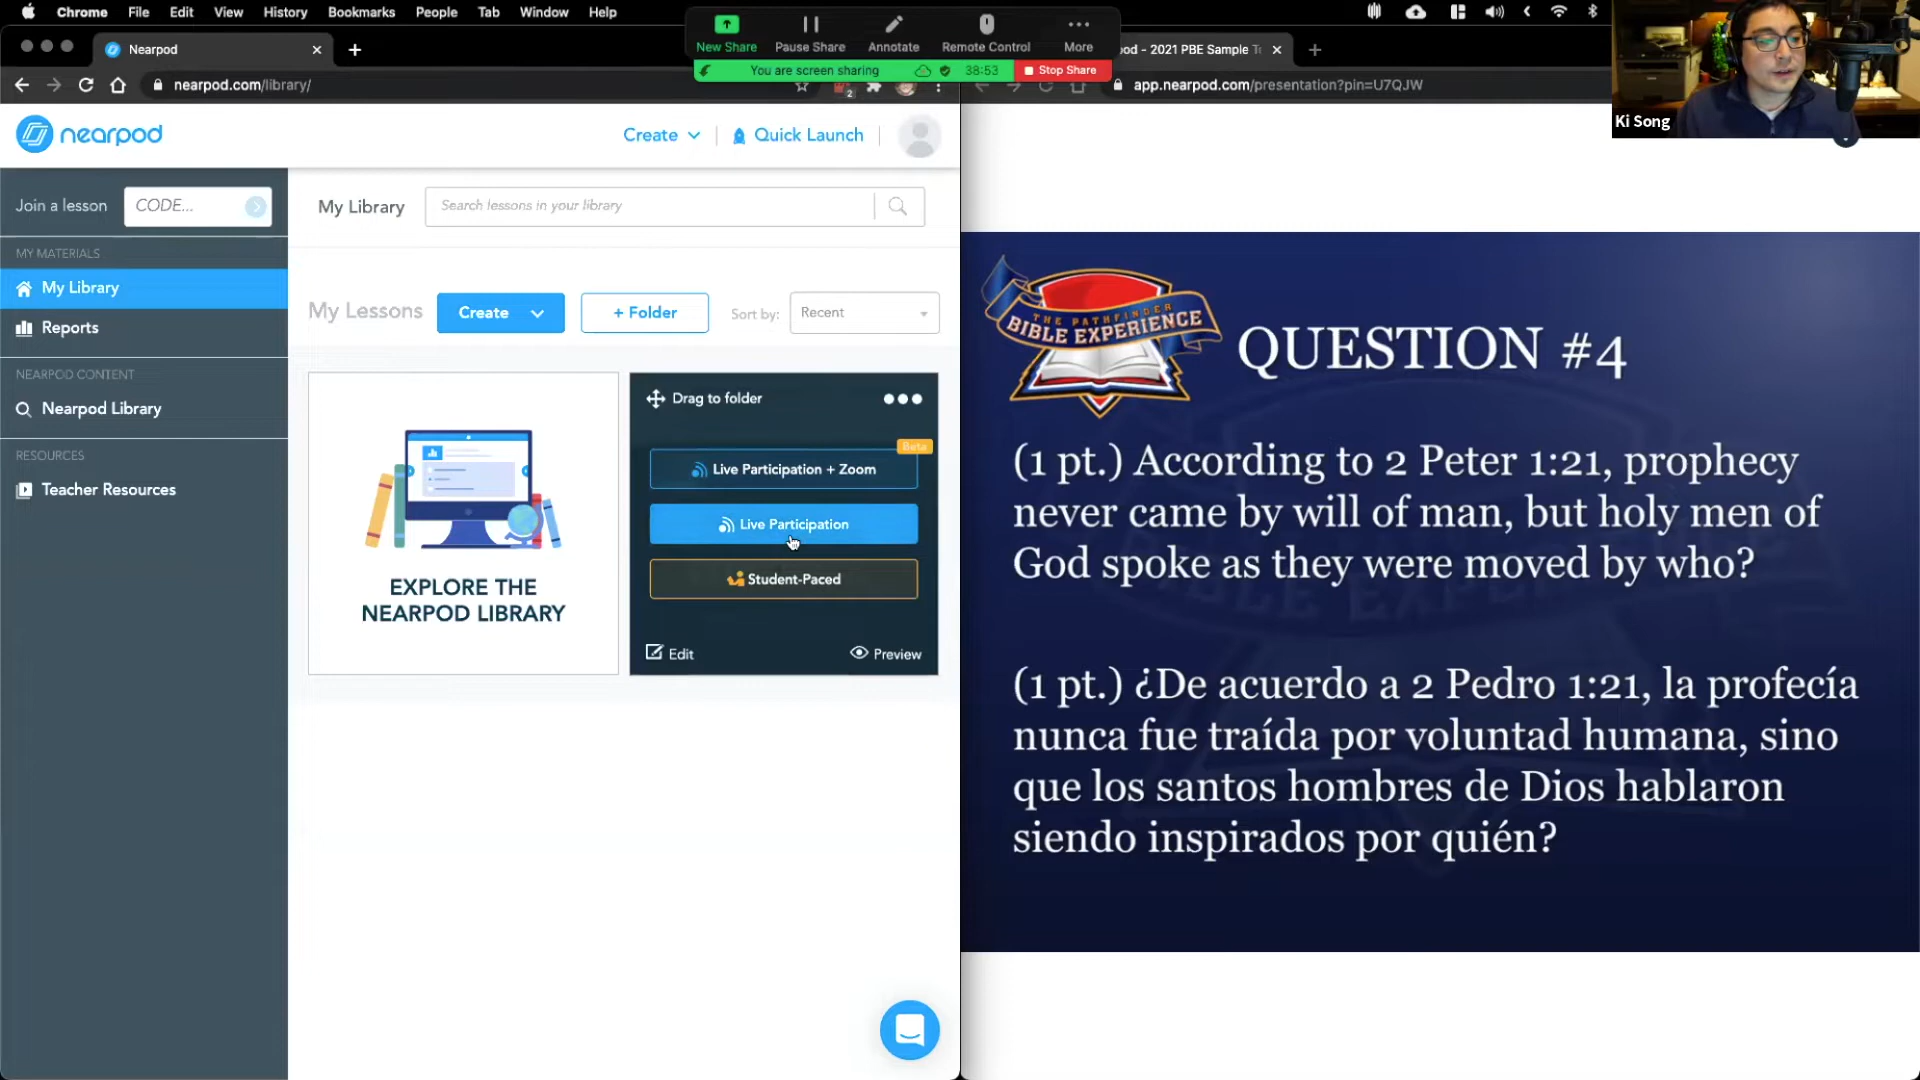 Chrome File Edit View History Bookmarks People Tab Window Help
New Share Pause Share Annotate Remote Control More
You are screen sharing 38:53 Stop Share
Nearpod
nearpod.com/library/
2
- 2021 PBE Sample
app.nearpod.com/presentation?pin=U7QJW
Ki Song
nearpod
Create Quick Launch
Join a lesson CODE...
MY MATERIALS
My Library
Reports
NEARPOD CONTENT
Nearpod Library
RESOURCES
Teacher Resources
My Library Search lessons in your library
My Lessons Create + Folder Sort by: Recent
EXPLORE THE
NEARPOD LIBRARY
Drag to folder
Beta
Live Participation + Zoom
Live Participation
Student-Paced
Edit Preview
THE PATHFINDER
BIBLE EXPERIENCE
QUESTION #4
(1 pt.) According to 2 Peter 1:21, prophecy
never came by will of man, but holy men of
God spoke as they were moved by who?
(1 pt.) ¿De acuerdo a 2 Pedro 1:21, la profecía
nunca fue traída por voluntad humana, sino
que los santos hombres de Dios hablaron
siendo inspirados por quién?